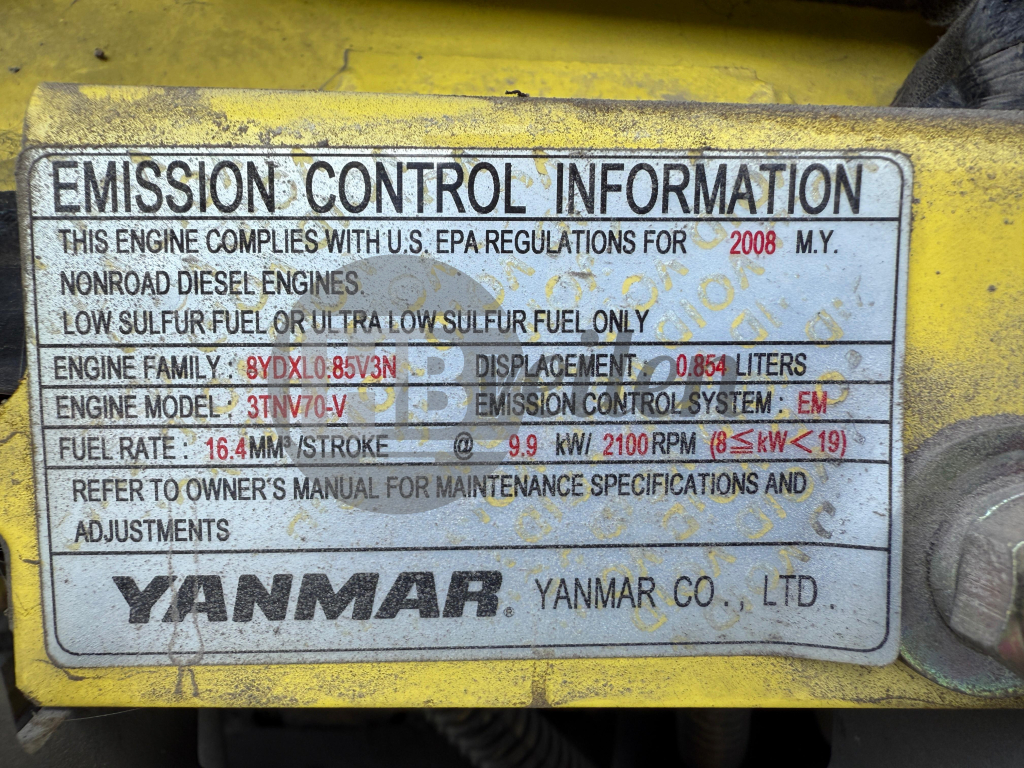 EMISSION CONTROL INFORMATION
THIS ENGINE COMPLIES WITH U.S. EPA REGULATIONS FOR 2008 M.Y.
NONROAD DIESEL ENGINES.
LOW SULFUR FUEL OR ULTRA LOW SULFUR FUEL ONLY
ENGINE FAMILY : 8YDXL0.85V3N DISPLACEMENT : 0.854 LITERS
ENGINE MODEL : 3TNV70-V EMISSION CONTROL SYSTEM : EM
FUEL RATE : 16.4 MM³ /STROKE @ 9.9 kW/ 2100 RPM (8≦kW<19)
REFER TO OWNER'S MANUAL FOR MAINTENANCE SPECIFICATIONS AND
ADJUSTMENTS
YANMAR® YANMAR CO., LTD.